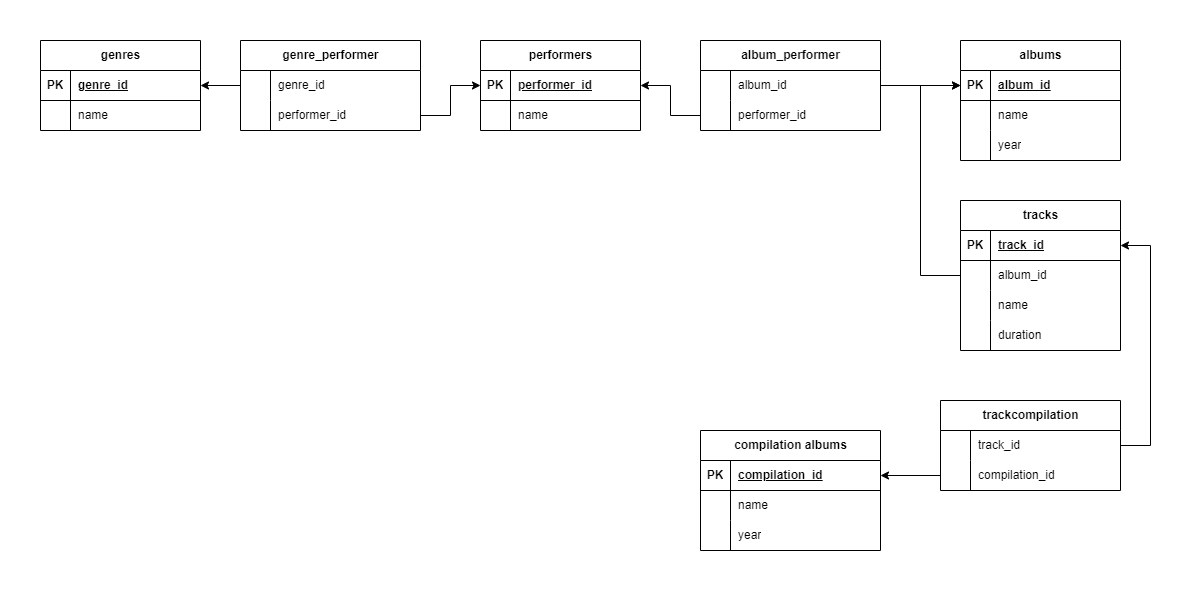 genres
PK genre_id
name
genre_performer
genre_id
performer_id
performers
PK performer_id
name
album_performer
album_id
performer_id
albums
PK album_id
name
year
tracks
PK track_id
album_id
name
duration
trackcompilation
track_id
compilation_id
compilation albums
PK compilation_id
name
year